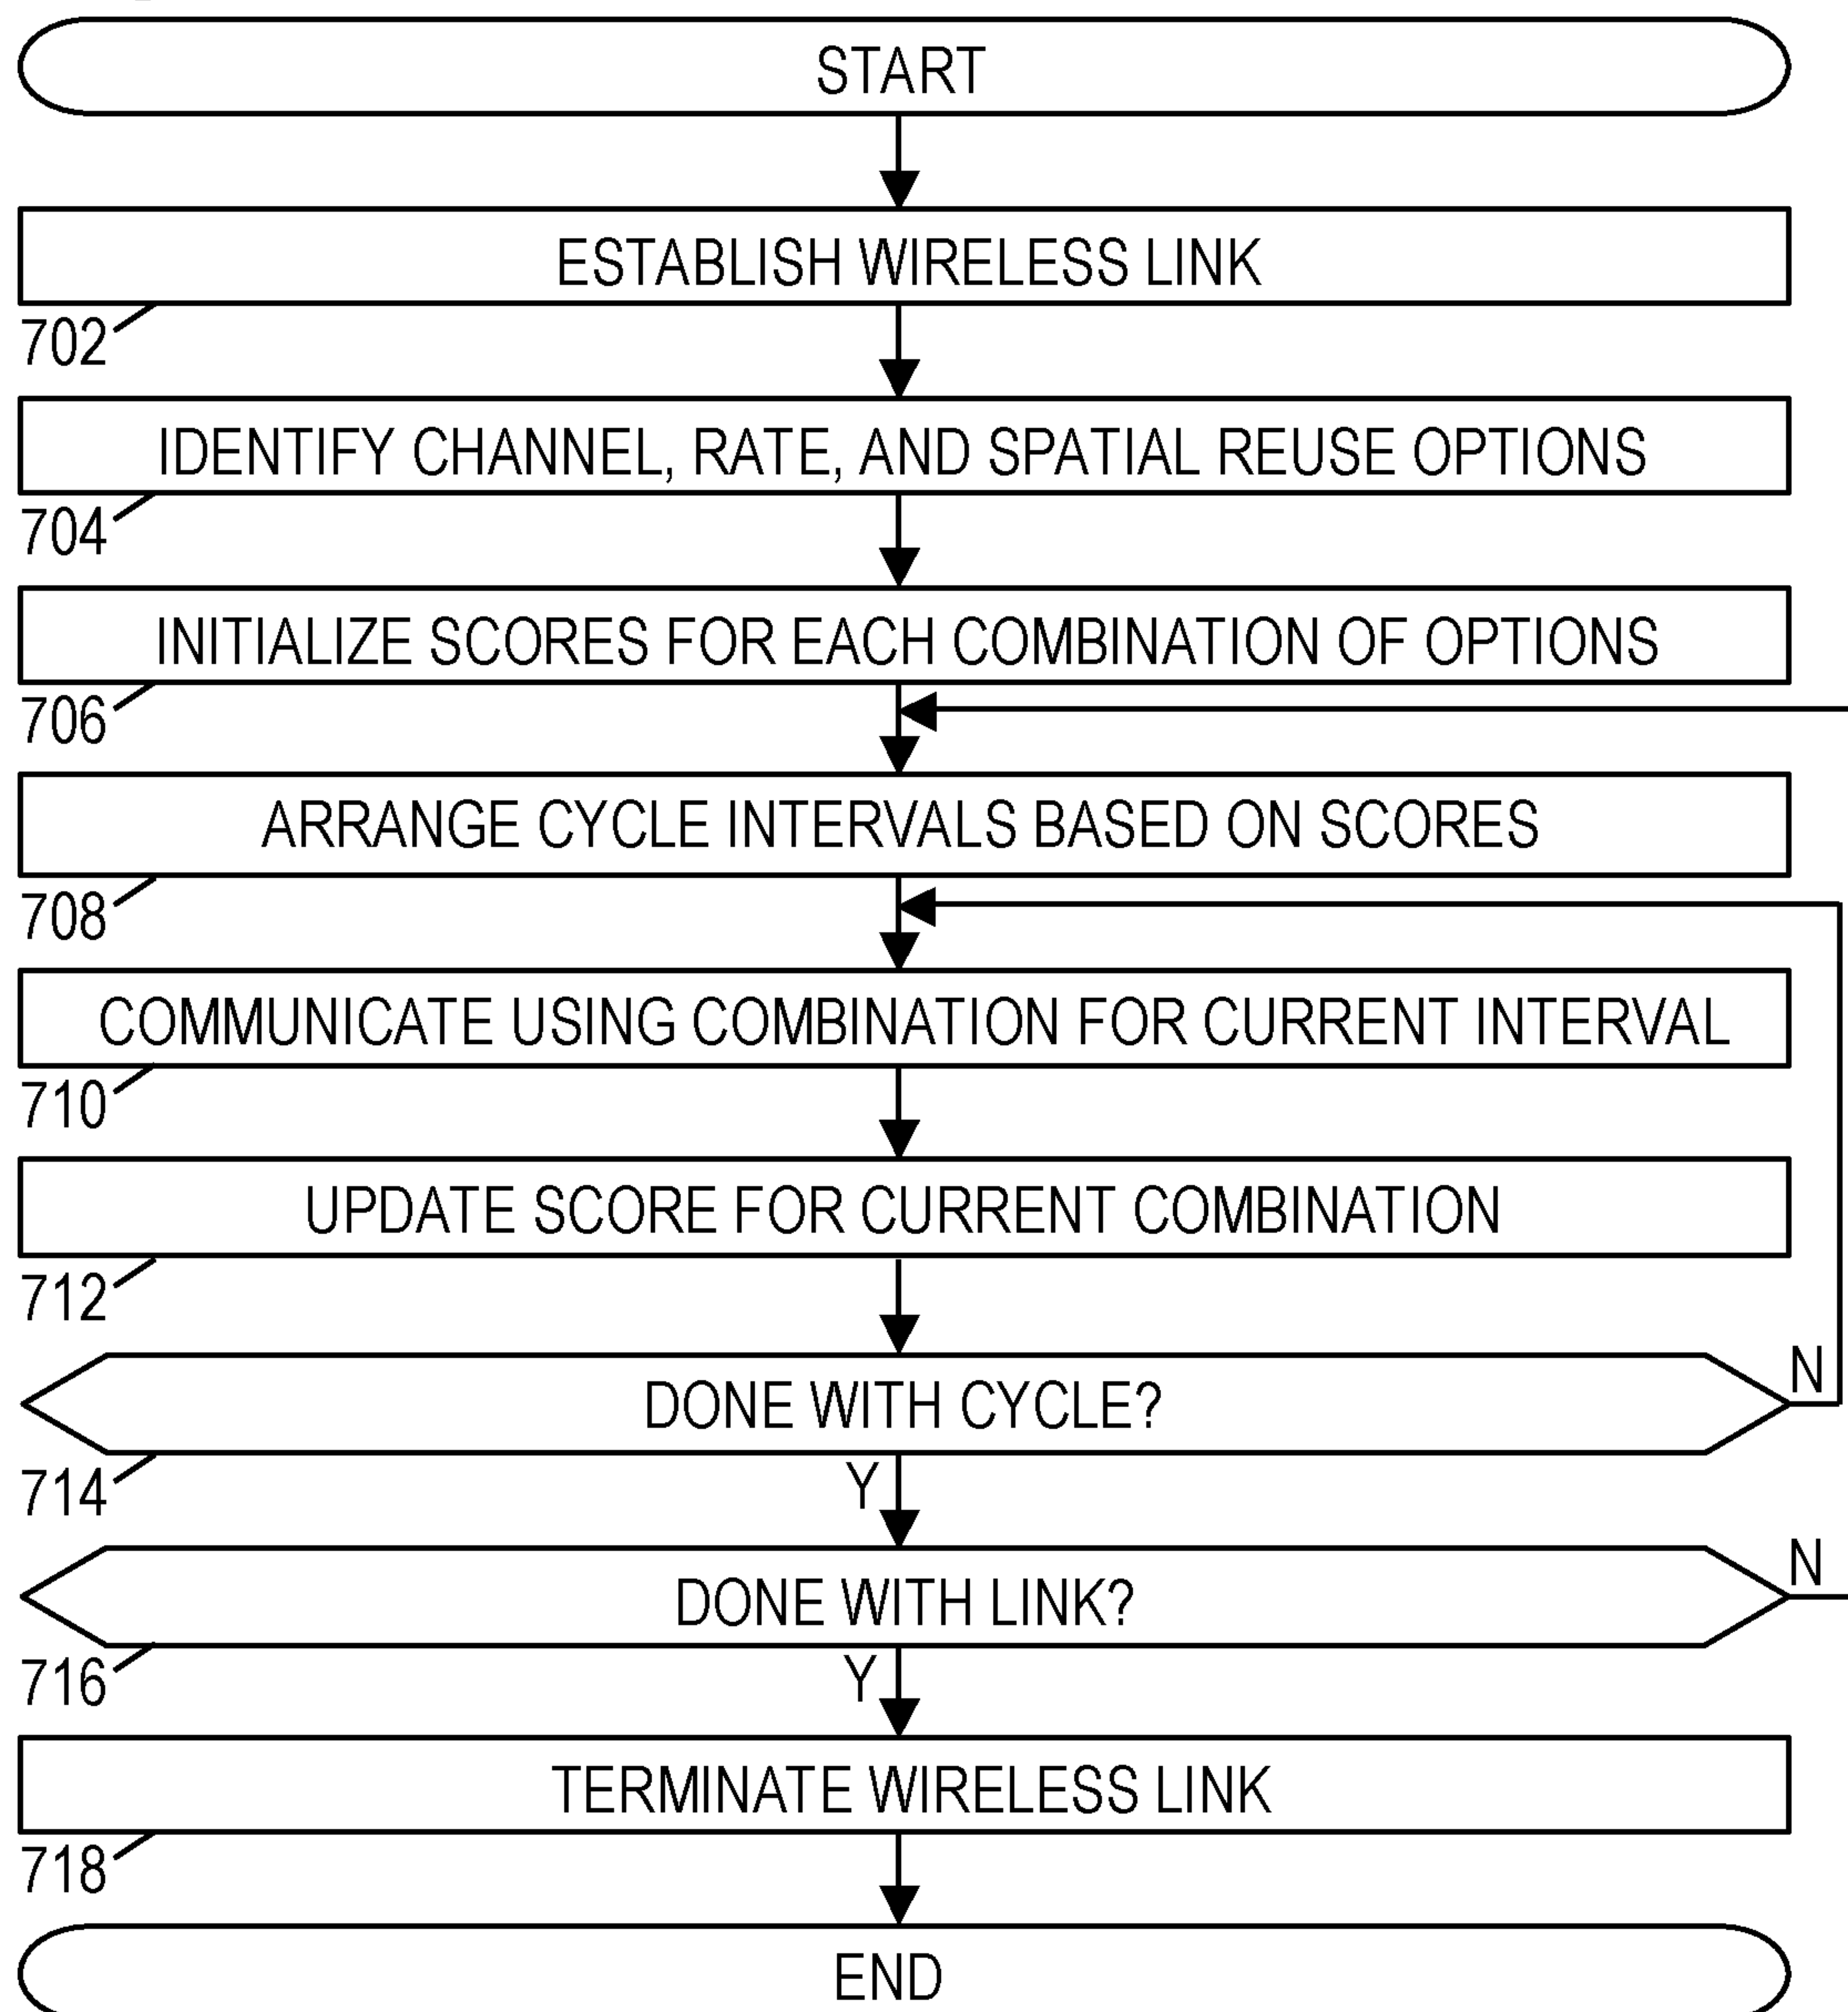 START
ESTABLISH WIRELESS LINK
702
IDENTIFY CHANNEL, RATE, AND SPATIAL REUSE OPTIONS
704
INITIALIZE SCORES FOR EACH COMBINATION OF OPTIONS
706
ARRANGE CYCLE INTERVALS BASED ON SCORES
708
COMMUNICATE USING COMBINATION FOR CURRENT INTERVAL
710
UPDATE SCORE FOR CURRENT COMBINATION
712
DONE WITH CYCLE?
N
714
Y
DONE WITH LINK?
N
716
Y
TERMINATE WIRELESS LINK
718
END